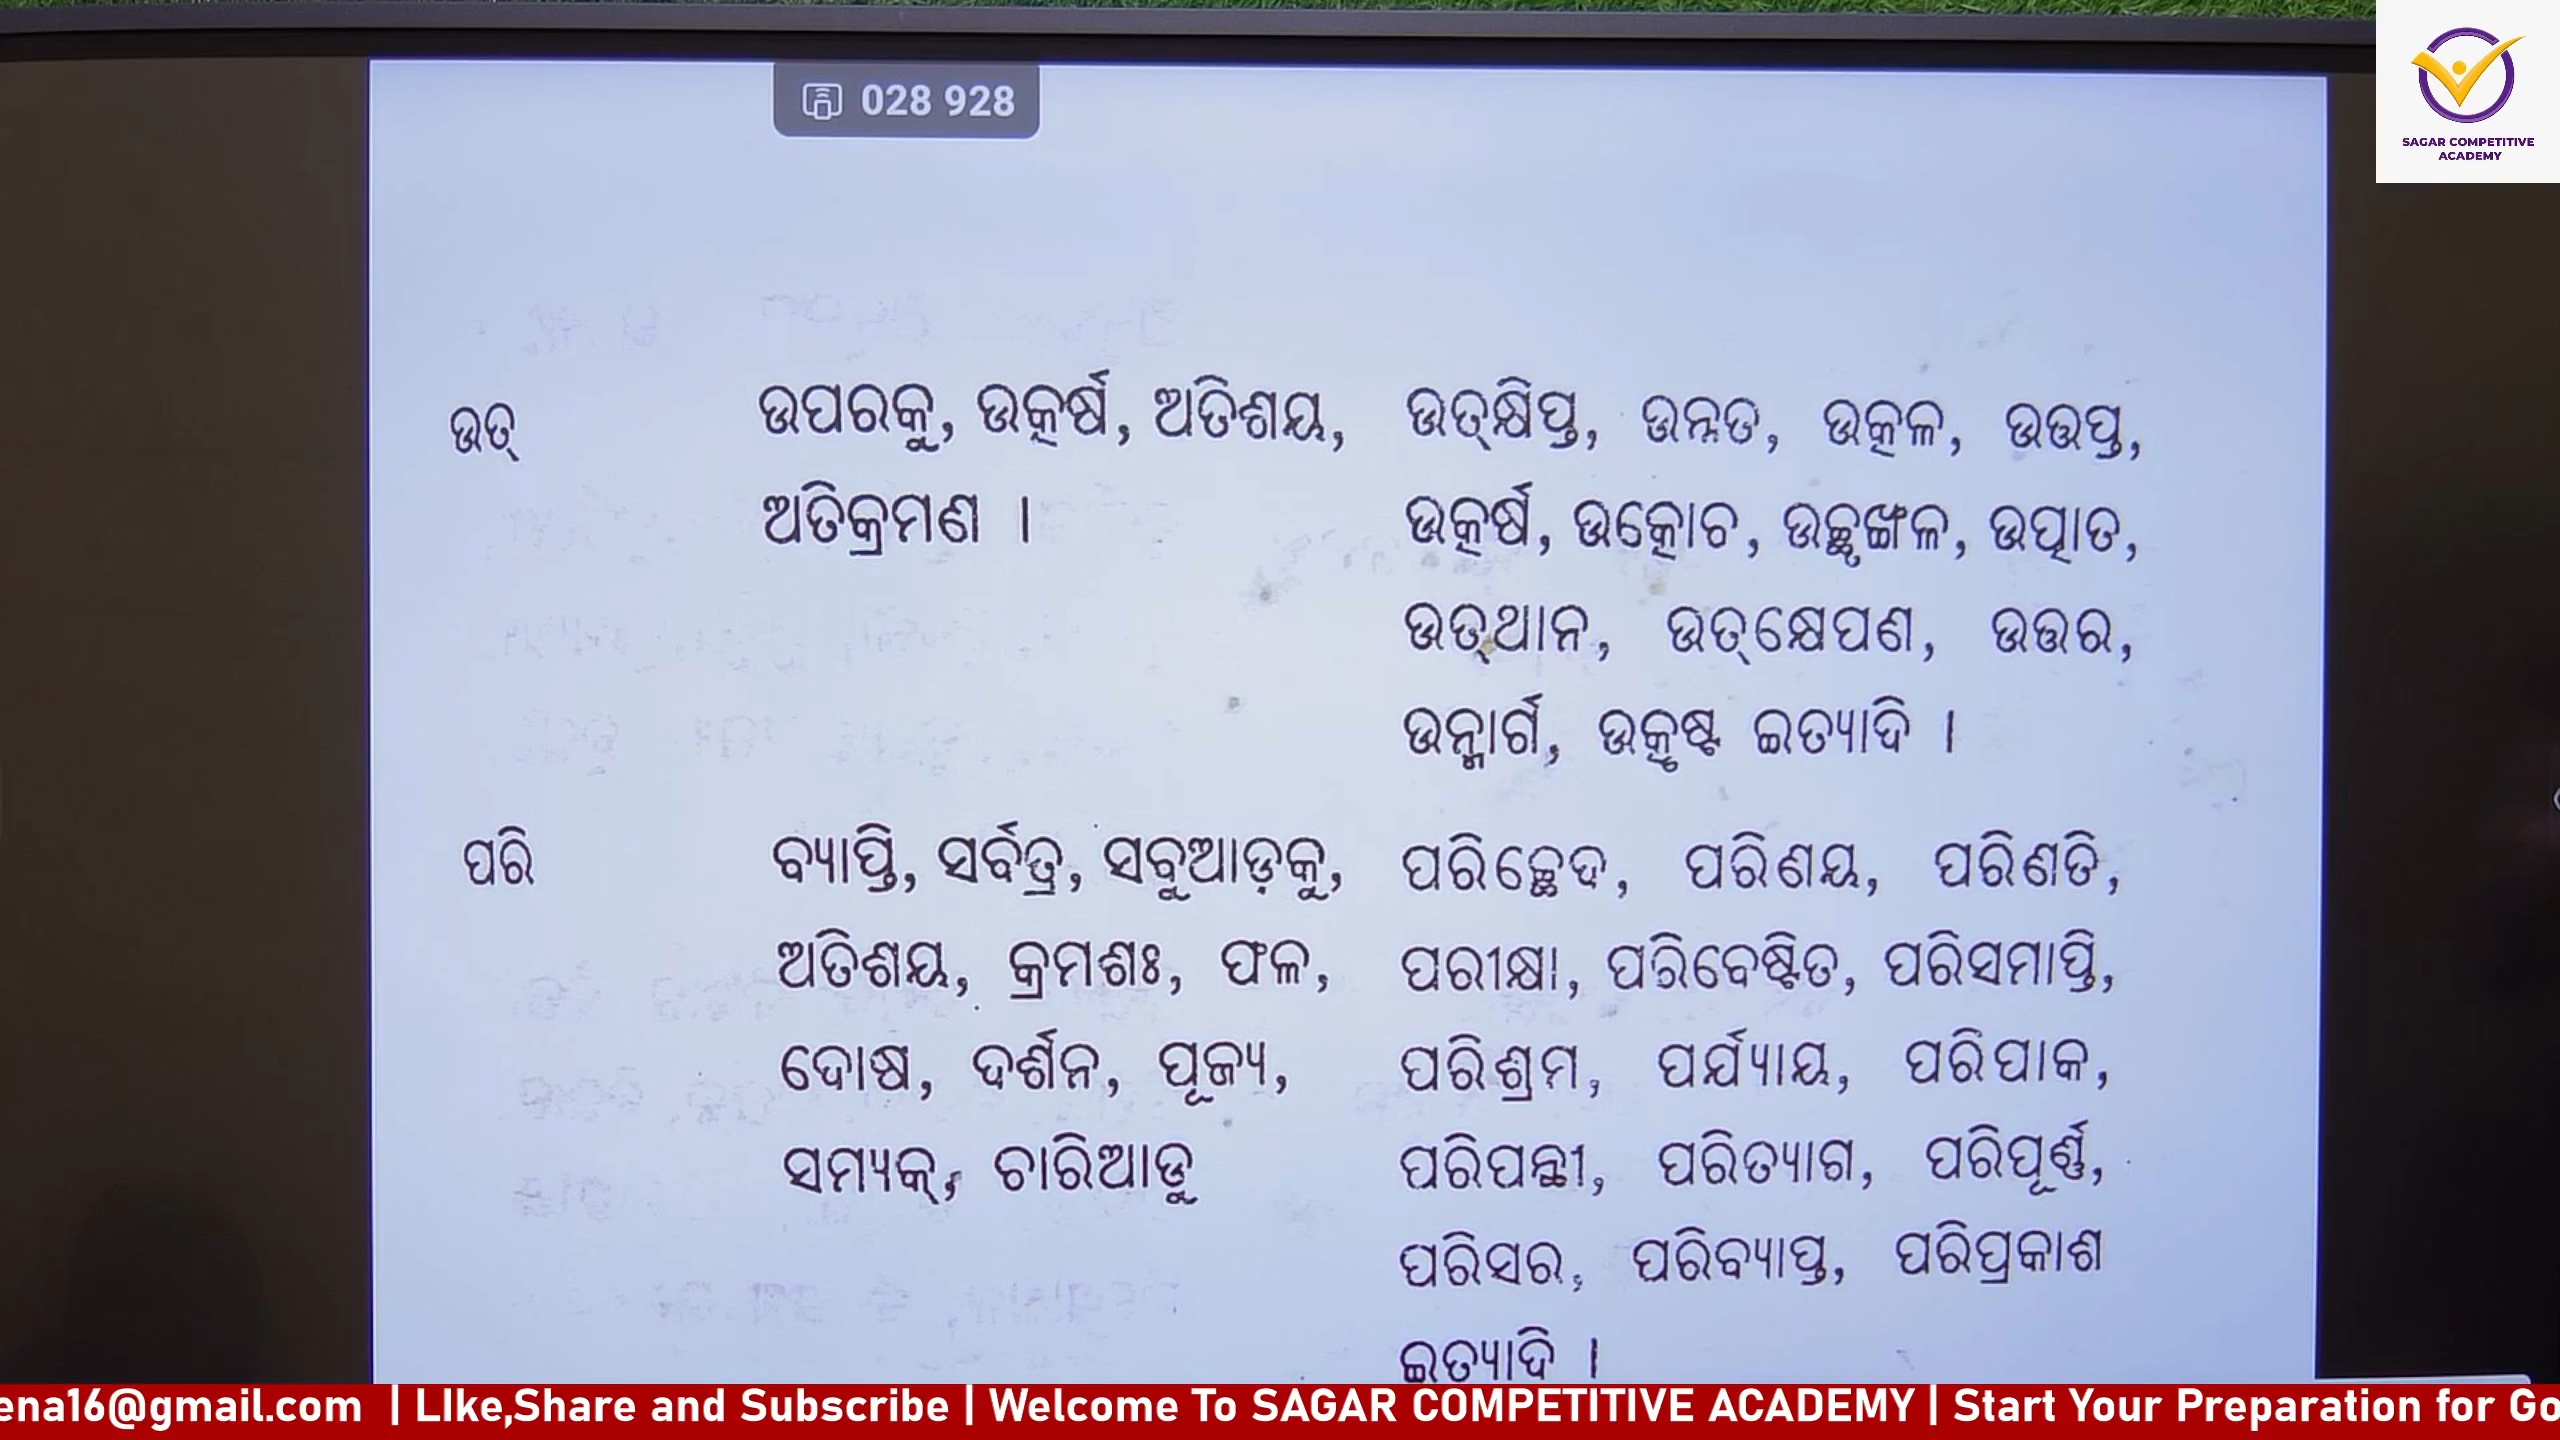 028 928
SAGAR COMPETITIVE
ACADEMY
ଉତ୍ ଉପରକୁ, ଉତ୍କର୍ଷ, ଅତିଶୟ, ଉତ୍‌କ୍ଷିପ୍ତ, ଉନ୍ନତ, ଉତ୍କଳ, ଉତ୍ତପ୍ତ,
ଅତିକ୍ରମଣ । ଉତ୍କର୍ଷ, ଉତ୍କୋଚ, ଉଚ୍ଛୃଙ୍ଖଳ, ଉତ୍ପାତ,
ଉତ୍‌ଥାନ, ଉତ୍‌କ୍ଷେପଣ, ଉତ୍ତର,
ଉନ୍ମାର୍ଗ, ଉତ୍କୃଷ୍ଟ ଇତ୍ୟାଦି ।
ପରି ବ୍ୟାପ୍ତି, ସର୍ବତ୍ର, ସବୁଆଡ଼କୁ, ପରିଚ୍ଛେଦ, ପରିଣୟ, ପରିଣତି,
ଅତିଶୟ, କ୍ରମଶଃ, ଫଳ, ପରୀକ୍ଷା, ପରିବେଷ୍ଟିତ, ପରିସମାପ୍ତି,
ଦୋଷ, ଦର୍ଶନ, ପୂଜ୍ୟ, ପରିଶ୍ରମ, ପର୍ଯ୍ୟାୟ, ପରିପାକ,
ସମ୍ୟକ୍, ଚାରିଆଡୁ ପରିପନ୍ଥୀ, ପରିତ୍ୟାଗ, ପରିପୂର୍ଣ୍ଣ,
ପରିସର, ପରିବ୍ୟାପ୍ତ, ପରିପ୍ରକାଶ
ଇତ୍ୟାଦି ।
ena16@gmail.com | LIke,Share and Subscribe | Welcome To SAGAR COMPETITIVE ACADEMY | Start Your Preparation for Go